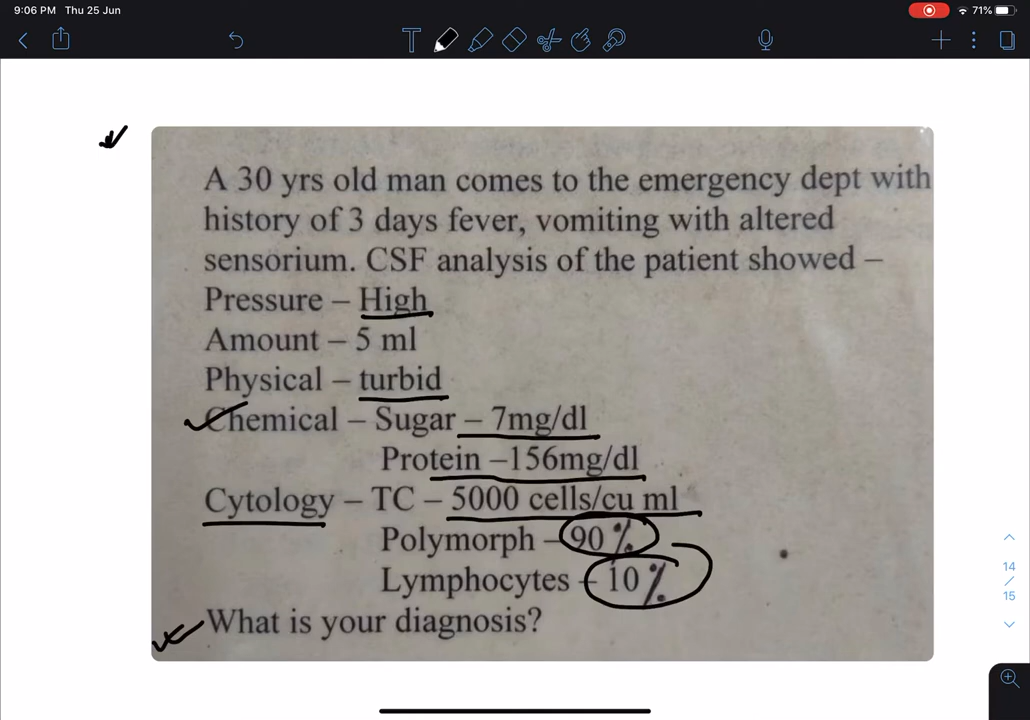 9:06 PM Thu 25 Jun
71%
T
A 30 yrs old man comes to the emergency dept with
history of 3 days fever, vomiting with altered
sensorium. CSF analysis of the patient showed –
Pressure – High
Amount – 5 ml
Physical – turbid
Chemical – Sugar – 7mg/dl
Protein –156mg/dl
Cytology – TC – 5000 cells/cu ml
Polymorph – 90%
Lymphocytes – 10%
What is your diagnosis?
14
/
15